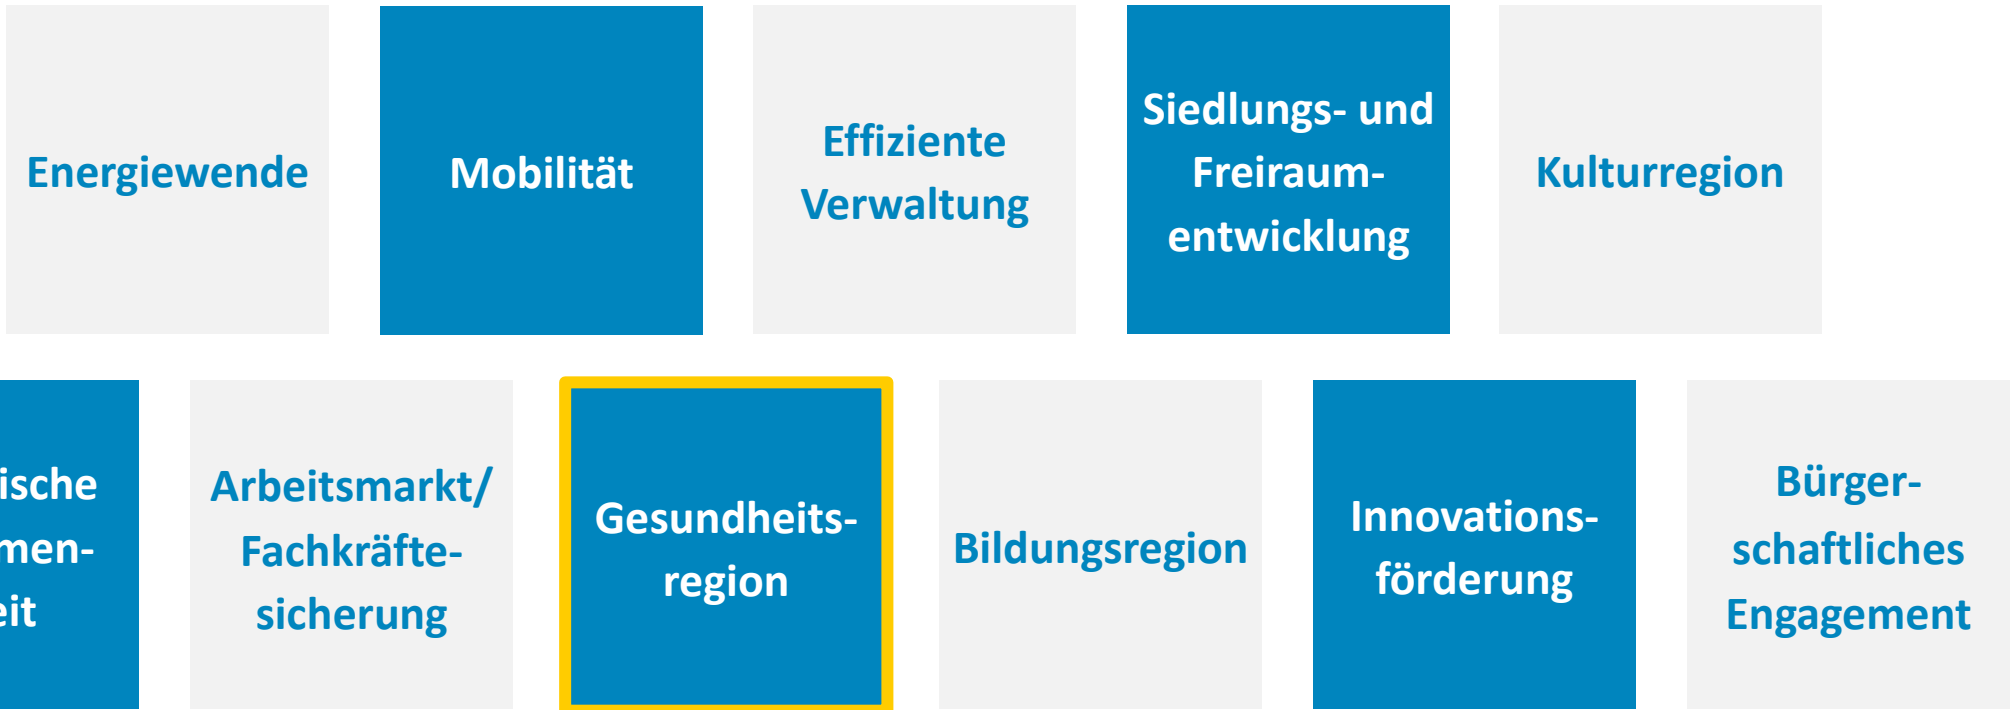 Energiewende
Mobilität
Effiziente
Verwaltung
Siedlungs- und
Freiraum-
entwicklung
Kulturregion
ische
men-
eit
Arbeitsmarkt/
Fachkräfte-
sicherung
Gesundheits-
region
Bildungsregion
Innovations-
förderung
Bürger-
schaftliches
Engagement